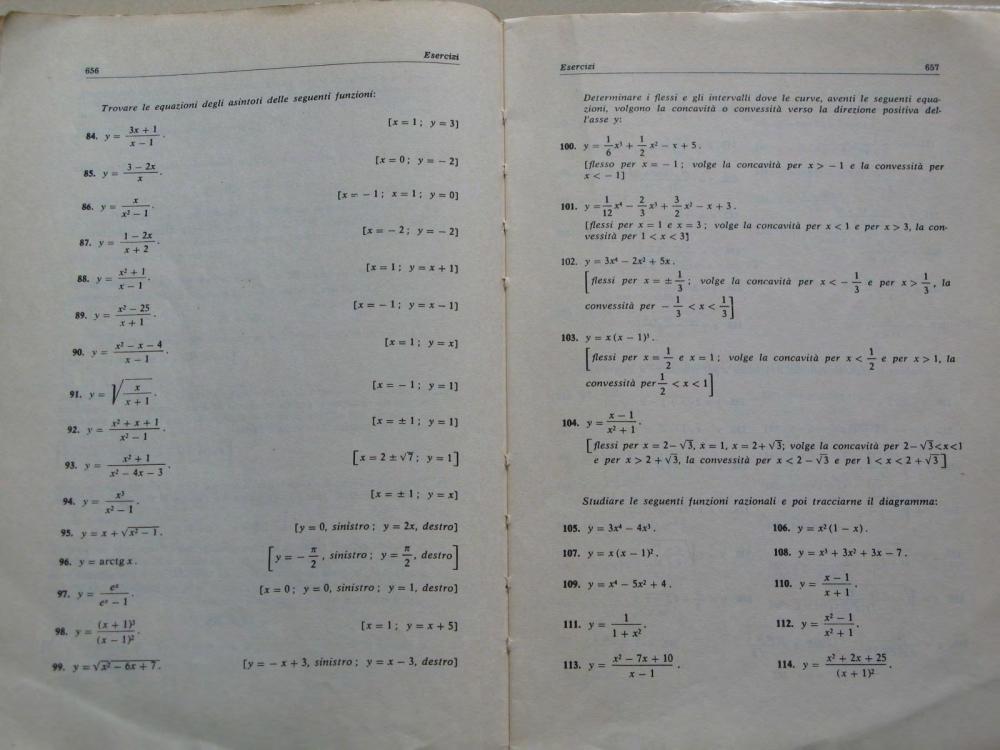 656
Esercizi
Trovare le equazioni degli asintoti delle seguenti funzioni:
84. y = (3x + 1)/(x − 1). [x = 1; y = 3]
85. y = (3 − 2x)/x. [x = 0; y = −2]
86. y = x/(x² − 1). [x = −1; x = 1; y = 0]
87. y = (1 − 2x)/(x + 2). [x = −2; y = −2]
88. y = (x² + 1)/(x − 1). [x = 1; y = x + 1]
89. y = (x² − 25)/(x + 1). [x = −1; y = x − 1]
90. y = (x² − x − 4)/(x − 1). [x = 1; y = x]
91. y = √(x/(x + 1)). [x = −1; y = 1]
92. y = (x² + x + 1)/(x² − 1). [x = ±1; y = 1]
93. y = (x² + 1)/(x² − 4x − 3). [x = 2 ± √7; y = 1]
94. y = x³/(x² − 1). [x = ±1; y = x]
95. y = x + √(x² − 1). [y = 0, sinistro; y = 2x, destro]
96. y = arctg x. [y = −π/2, sinistro; y = π/2, destro]
97. y = eˣ/(eˣ − 1). [x = 0; y = 0, sinistro; y = 1, destro]
98. y = (x + 1)³/(x − 1)². [x = 1; y = x + 5]
99. y = √(x² − 6x + 7). [y = −x + 3, sinistro; y = x − 3, destro]
Esercizi
657
Determinare i flessi e gli intervalli dove le curve, aventi le seguenti equa-
zioni, volgono la concavità o convessità verso la direzione positiva del-
l'asse y:
100. y = 1/6 x³ + 1/2 x² − x + 5.
[flesso per x = −1; volge la concavità per x > −1 e la convessità per
x < −1]
101. y = 1/12 x⁴ − 2/3 x³ + 3/2 x² − x + 3.
[flessi per x = 1 e x = 3; volge la concavità per x < 1 e per x > 3, la con-
vessità per 1 < x < 3]
102. y = 3x⁴ − 2x² + 5x.
[flessi per x = ± 1/3; volge la concavità per x < − 1/3 e per x > 1/3, la
convessità per − 1/3 < x < 1/3]
103. y = x(x − 1)³.
[flessi per x = 1/2 e x = 1; volge la concavità per x < 1/2 e per x > 1, la
convessità per 1/2 < x < 1]
104. y = (x − 1)/(x² + 1).
[flessi per x = 2 − √3, x = 1, x = 2 + √3; volge la concavità per 2 − √3 < x < 1
e per x > 2 + √3, la convessità per x < 2 − √3 e per 1 < x < 2 + √3]
Studiare le seguenti funzioni razionali e poi tracciarne il diagramma:
105. y = 3x⁴ − 4x³. 106. y = x²(1 − x).
107. y = x(x − 1)². 108. y = x³ + 3x² + 3x − 7.
109. y = x⁴ − 5x² + 4. 110. y = (x − 1)/(x + 1).
111. y = 1/(1 + x²). 112. y = (x² − 1)/(x² + 1).
113. y = (x² − 7x + 10)/(x − 1). 114. y = (x² + 2x + 25)/(x + 1)².